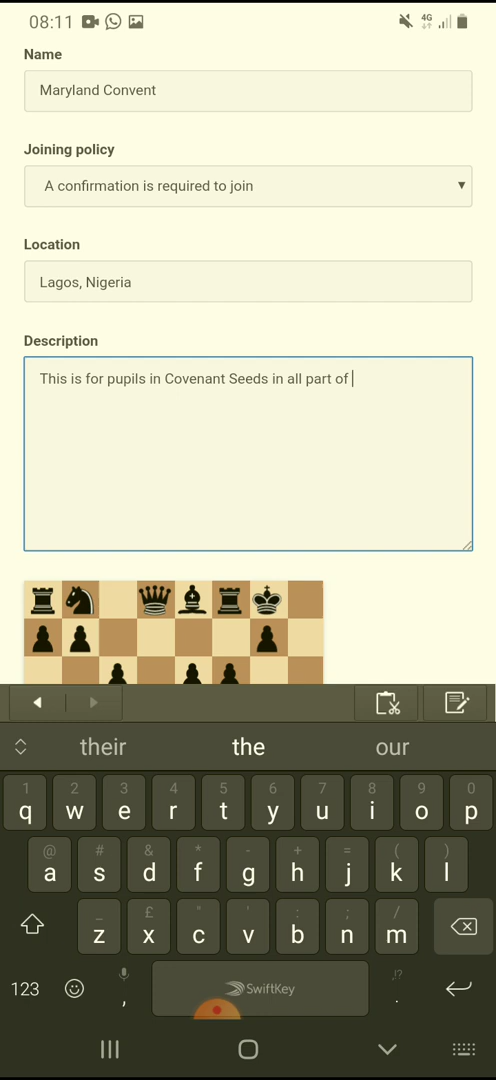 08:11
4G
Name
Maryland Convent
Joining policy
A confirmation is required to join
Location
Lagos, Nigeria
Description
This is for pupils in Covenant Seeds in all part of
their the our
1 2 3 4 5 6 7 8 9 0
q w e r t y u i o p
@ # & * - + = ( )
a s d f g h j k l
_ £ " ' : ; /
z x c v b n m
123 , SwiftKey ,!? .